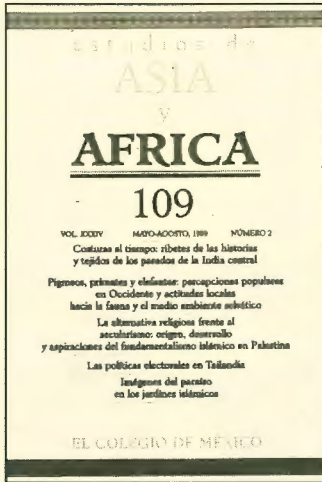 estudios de
ASIA
y
AFRICA
109
VOL. XXXIV MAYO-AGOSTO, 1999 NÚMERO 2
Costuras al tiempo: ribetes de las historias
y tejidos de los pasados de la India central
Pigmeos, primates y elefantes: percepciones populares
en Occidente y actitudes locales
hacia la fauna y el medio ambiente selvático
La alternativa religiosa frente al
secularismo: origen, desarrollo
y aspiraciones del fundamentalismo islámico en Palestina
Las políticas electorales en Tailandia
Imágenes del paraíso
en los jardines islámicos
EL COLEGIO DE MÉXICO